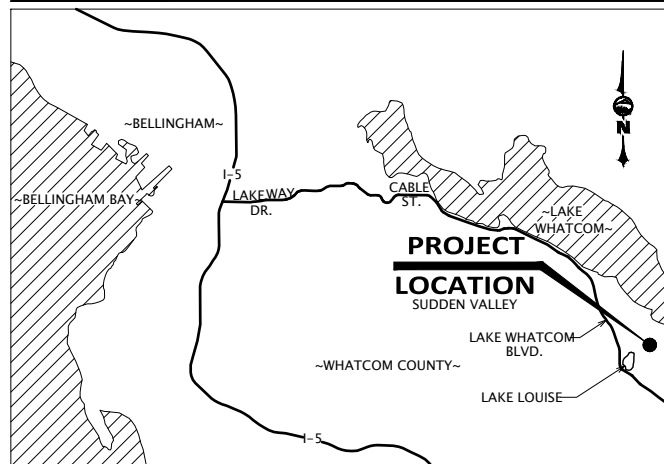 ~BELLINGHAM~
I-5
~BELLINGHAM BAY~
LAKEWAY
DR.
CABLE
ST.
N
~LAKE
WHATCOM~
PROJECT
LOCATION
SUDDEN VALLEY
LAKE WHATCOM
BLVD.
~WHATCOM COUNTY~
LAKE LOUISE
I-5